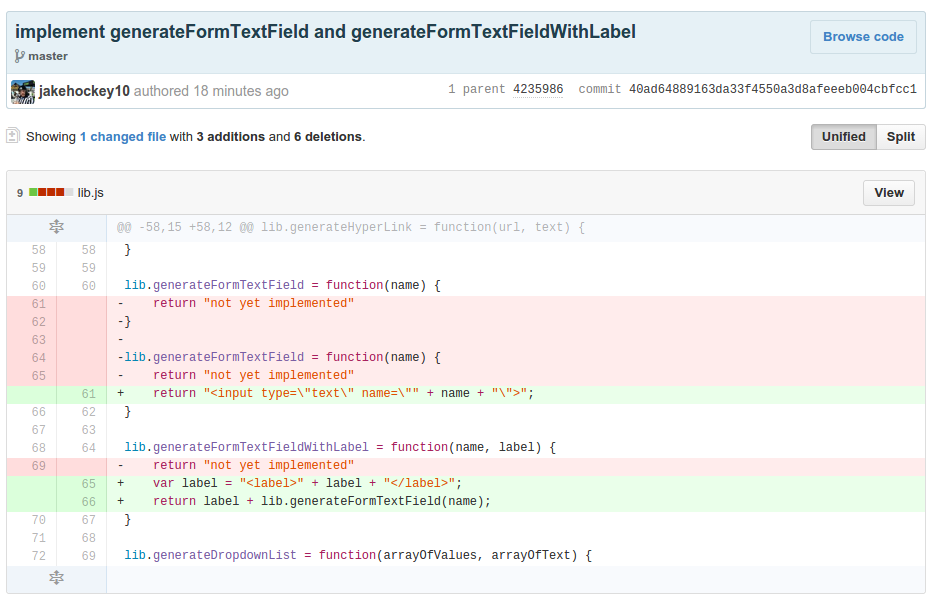 implement generateFormTextField and generateFormTextFieldWithLabel
Browse code
master
jakehockey10 authored 18 minutes ago
1 parent 4235986 commit 40ad64889163da33f4550a3d8afeeeb004cbfcc1
Showing 1 changed file with 3 additions and 6 deletions.
Unified Split
9 lib.js
View
@@ -58,15 +58,12 @@ lib.generateHyperLink = function(url, text) {
58 58 }
59 59
60 60 lib.generateFormTextField = function(name) {
61 - return "not yet implemented"
62 -}
63 -
64 -lib.generateFormTextField = function(name) {
65 - return "not yet implemented"
61 + return "<input type=\"text\" name=\"" + name + "\">";
66 62 }
67 63
68 64 lib.generateFormTextFieldWithLabel = function(name, label) {
69 - return "not yet implemented"
65 + var label = "<label>" + label + "</label>";
66 + return label + lib.generateFormTextField(name);
70 67 }
71 68
72 69 lib.generateDropdownList = function(arrayOfValues, arrayOfText) {